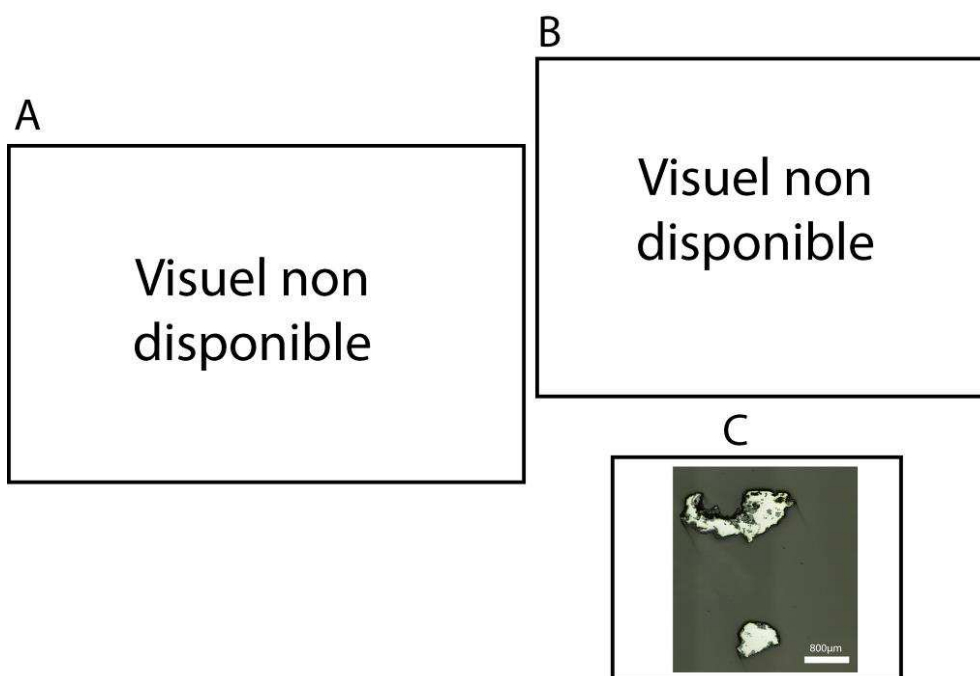 A
Visuel non
disponible
B
Visuel non
disponible
C
800µm